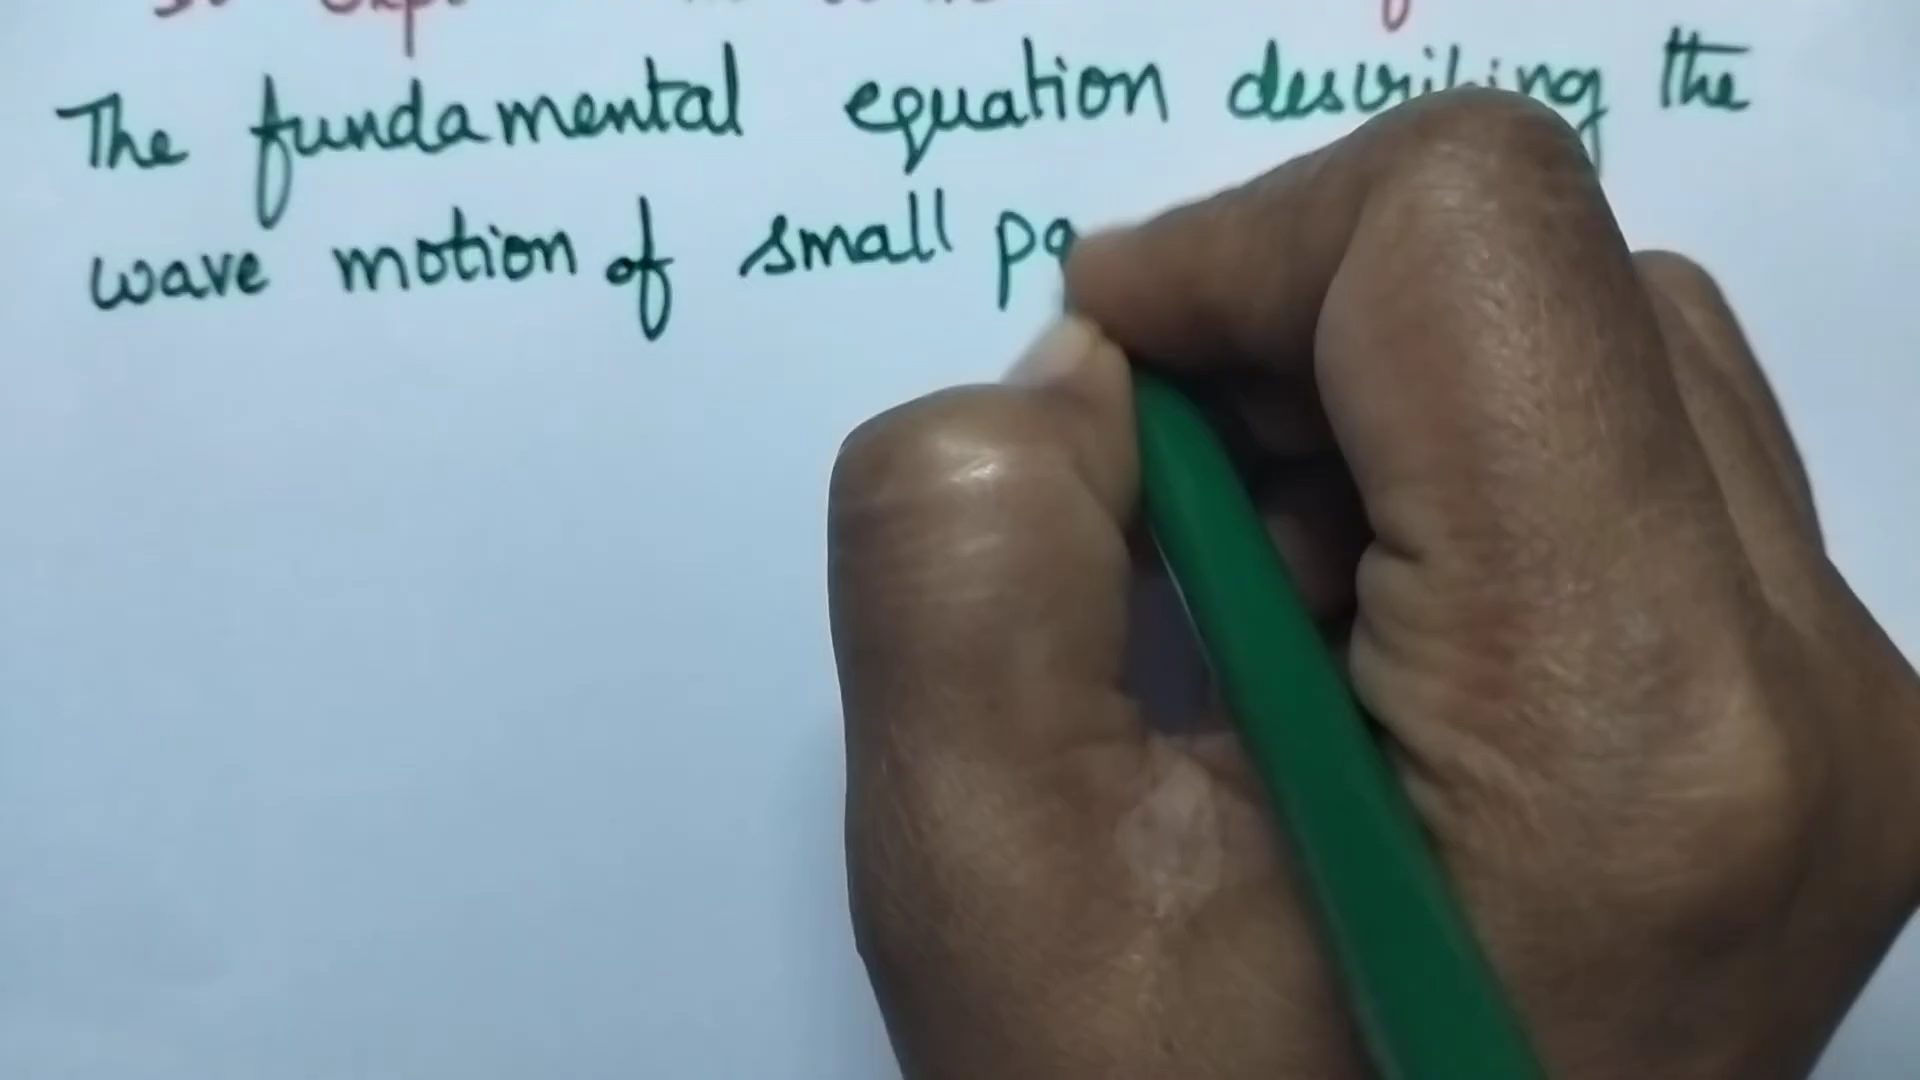 The fundamental equation describing the
wave motion of small pa